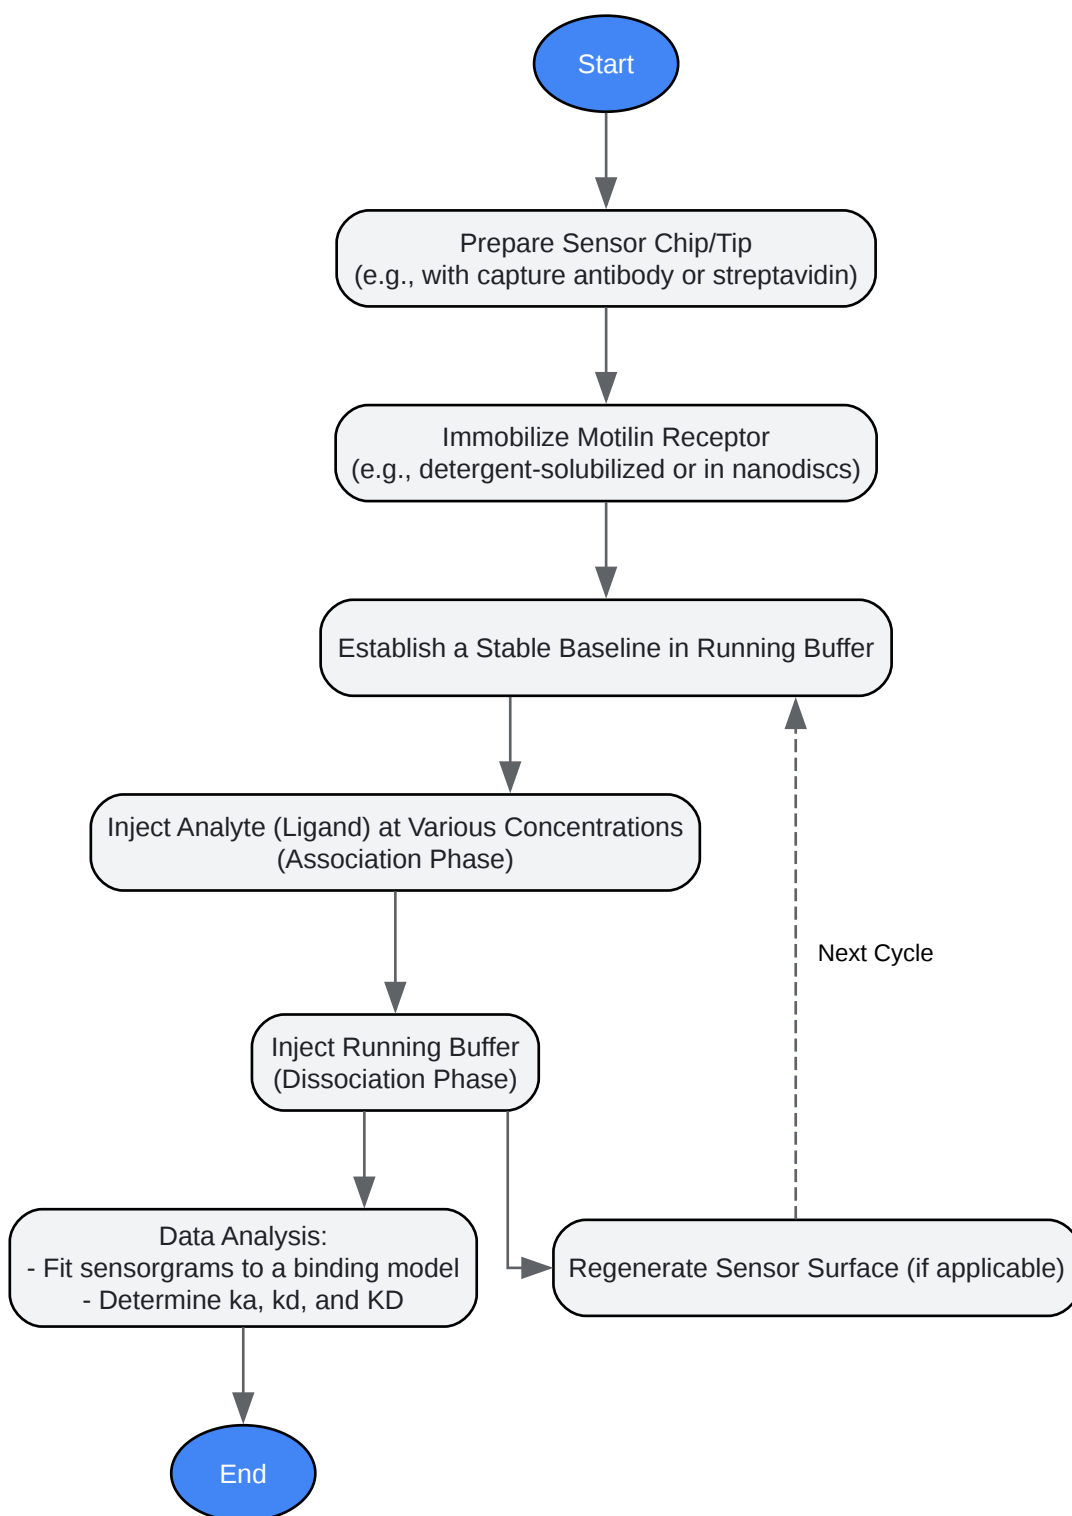 Start
Prepare Sensor Chip/Tip
(e.g., with capture antibody or streptavidin)
Immobilize Motilin Receptor
(e.g., detergent-solubilized or in nanodiscs)
Establish a Stable Baseline in Running Buffer
Inject Analyte (Ligand) at Various Concentrations
(Association Phase)
Next Cycle
Inject Running Buffer
(Dissociation Phase)
Data Analysis:
- Fit sensorgrams to a binding model
- Determine ka, kd, and KD
Regenerate Sensor Surface (if applicable)
End